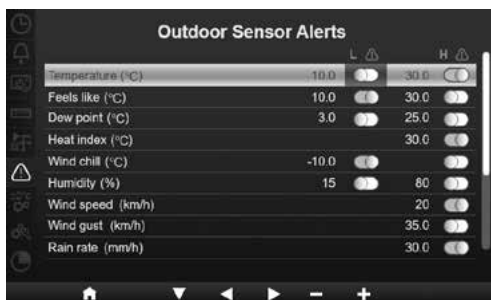 Outdoor Sensor Alerts
L H
Temperature (°C) -10.0 30.0
Feels like (°C) 10.0 30.0
Dew point (°C) 3.0 25.0
Heat index (°C) 30.0
Wind chill (°C) -10.0
Humidity (%) 15 80
Wind speed (km/h) 20
Wind gust (km/h) 35.0
Rain rate (mm/h) 30.0